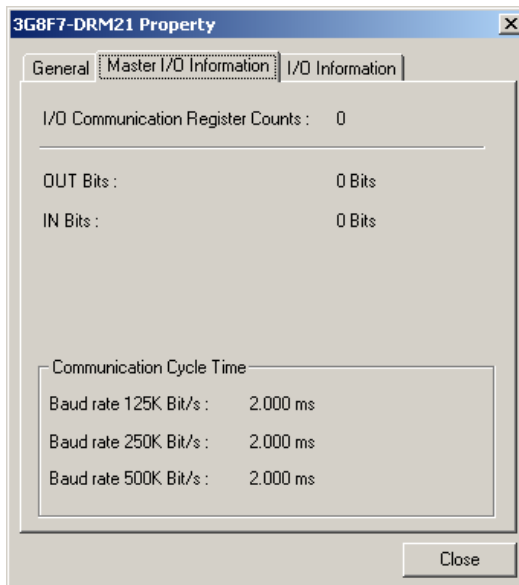 3G8F7-DRM21 Property
General Master I/O Information I/O Information
I/O Communication Register Counts : 0
OUT Bits : 0 Bits
IN Bits : 0 Bits
Communication Cycle Time
Baud rate 125K Bit/s : 2.000 ms
Baud rate 250K Bit/s : 2.000 ms
Baud rate 500K Bit/s : 2.000 ms
Close